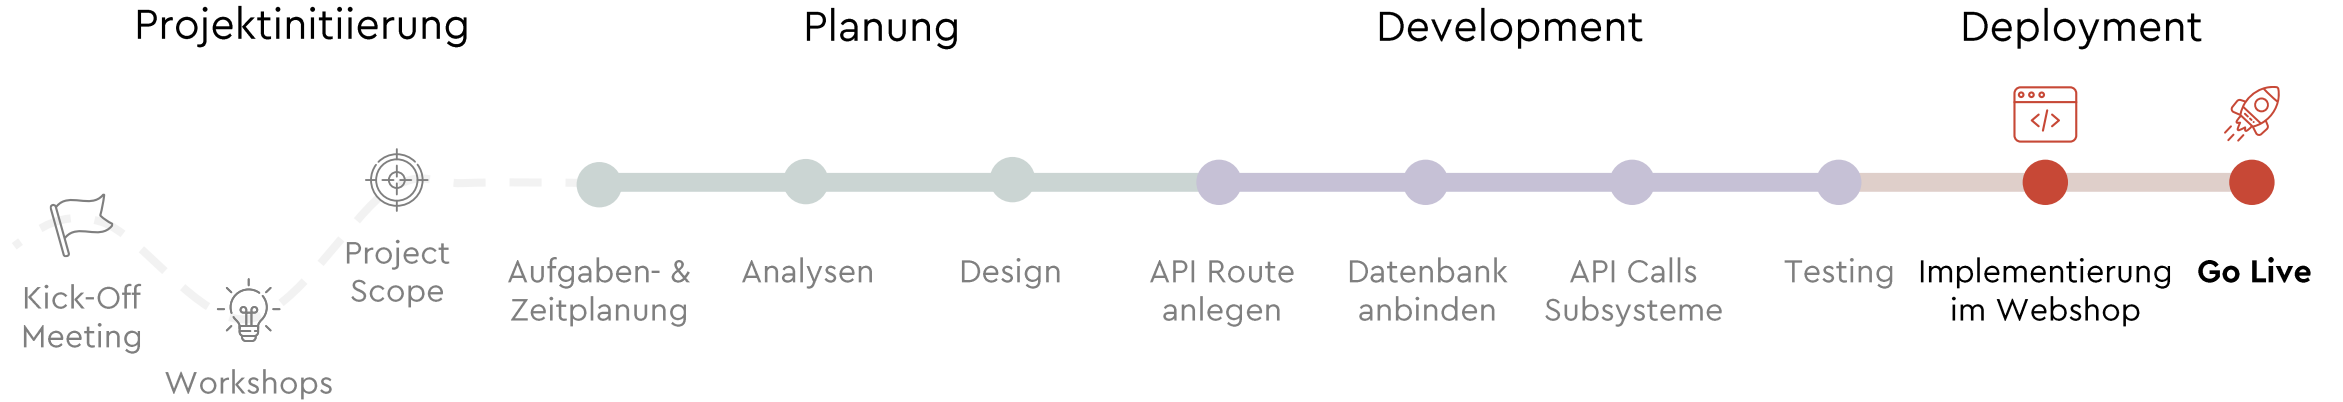 Projektinitiierung
Planung
Development
Deployment
Kick-Off
Meeting
Workshops
Project
Scope
Aufgaben- &
Zeitplanung
Analysen
Design
API Route
anlegen
Datenbank
anbinden
API Calls
Subsysteme
Testing
Implementierung
im Webshop
Go Live